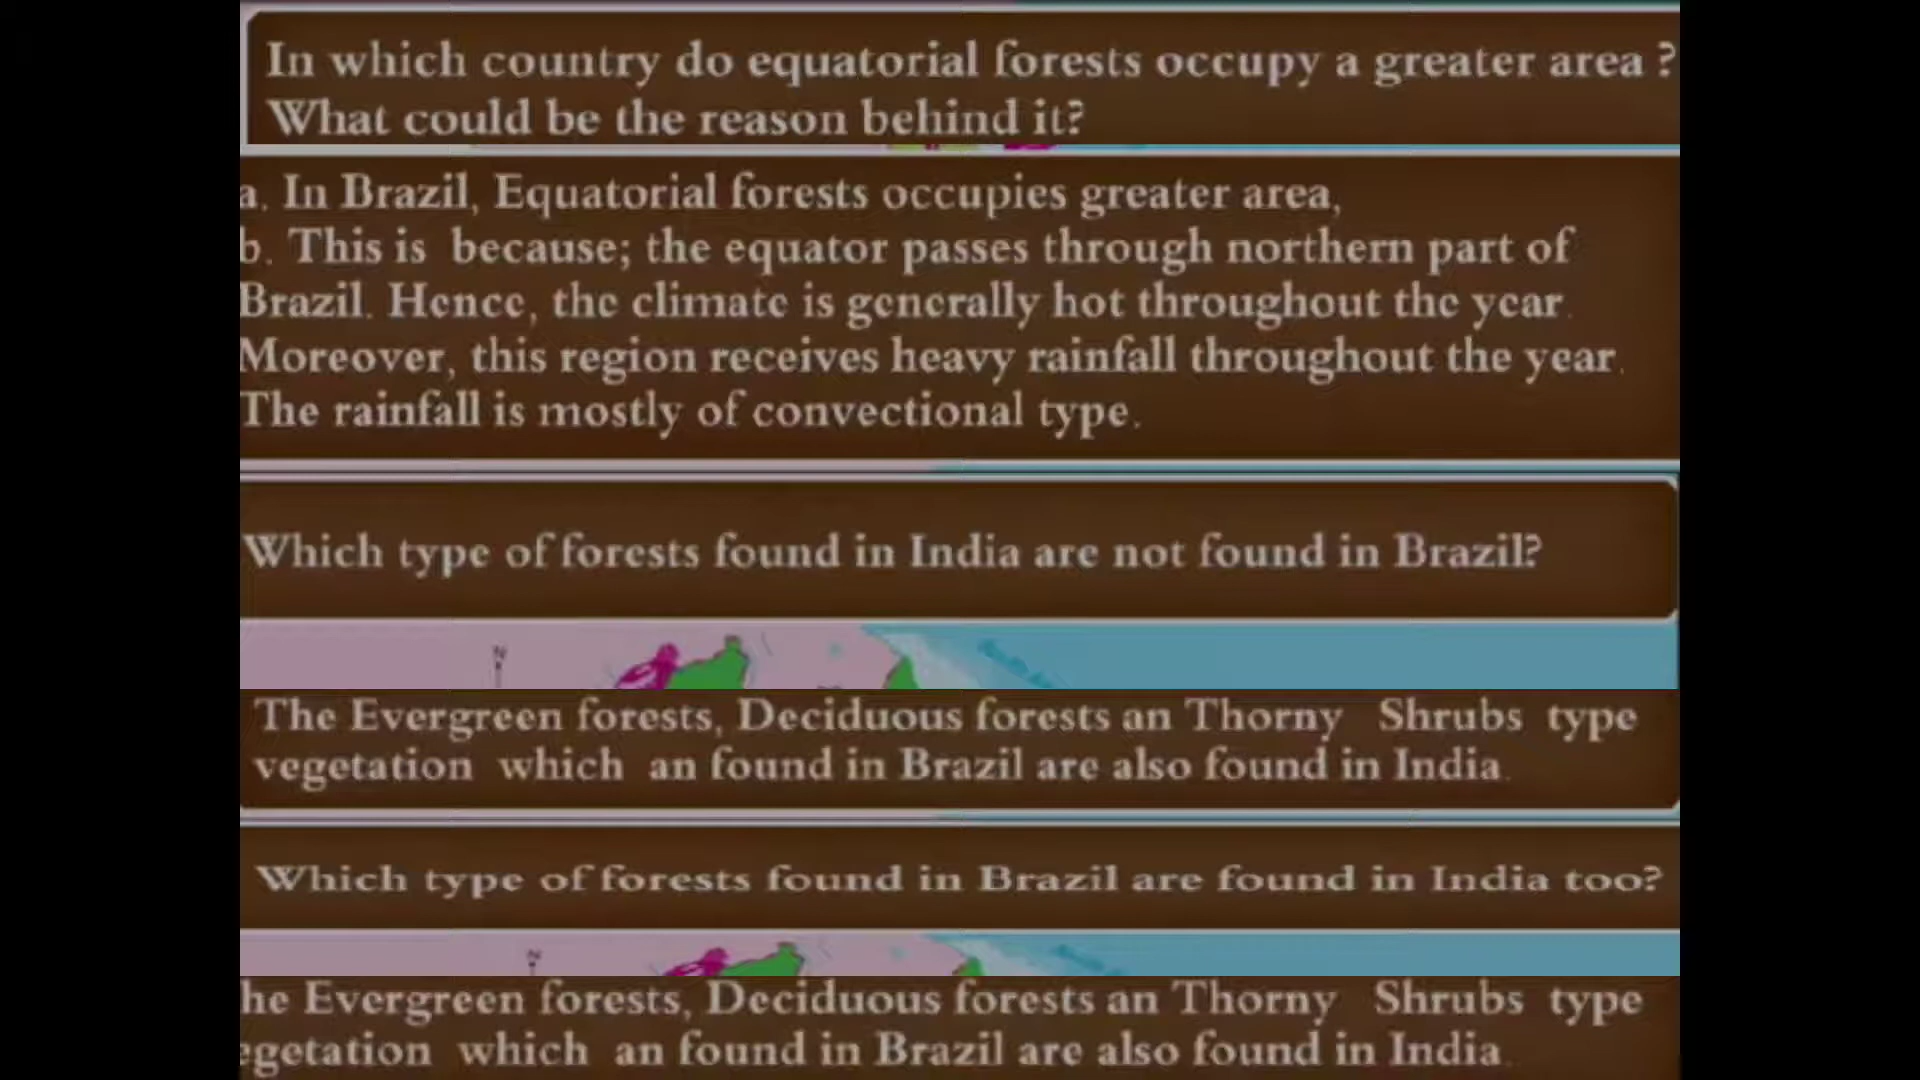 In which country do equatorial forests occupy a greater area ?
What could be the reason behind it?
a. In Brazil, Equatorial forests occupies greater area,
b. This is because; the equator passes through northern part of
Brazil. Hence, the climate is generally hot throughout the year.
Moreover, this region receives heavy rainfall throughout the year.
The rainfall is mostly of convectional type.
Which type of forests found in India are not found in Brazil?
N
The Evergreen forests, Deciduous forests an Thorny Shrubs type
vegetation which an found in Brazil are also found in India.
Which type of forests found in Brazil are found in India too?
N
he Evergreen forests, Deciduous forests an Thorny Shrubs type
egetation which an found in Brazil are also found in India.